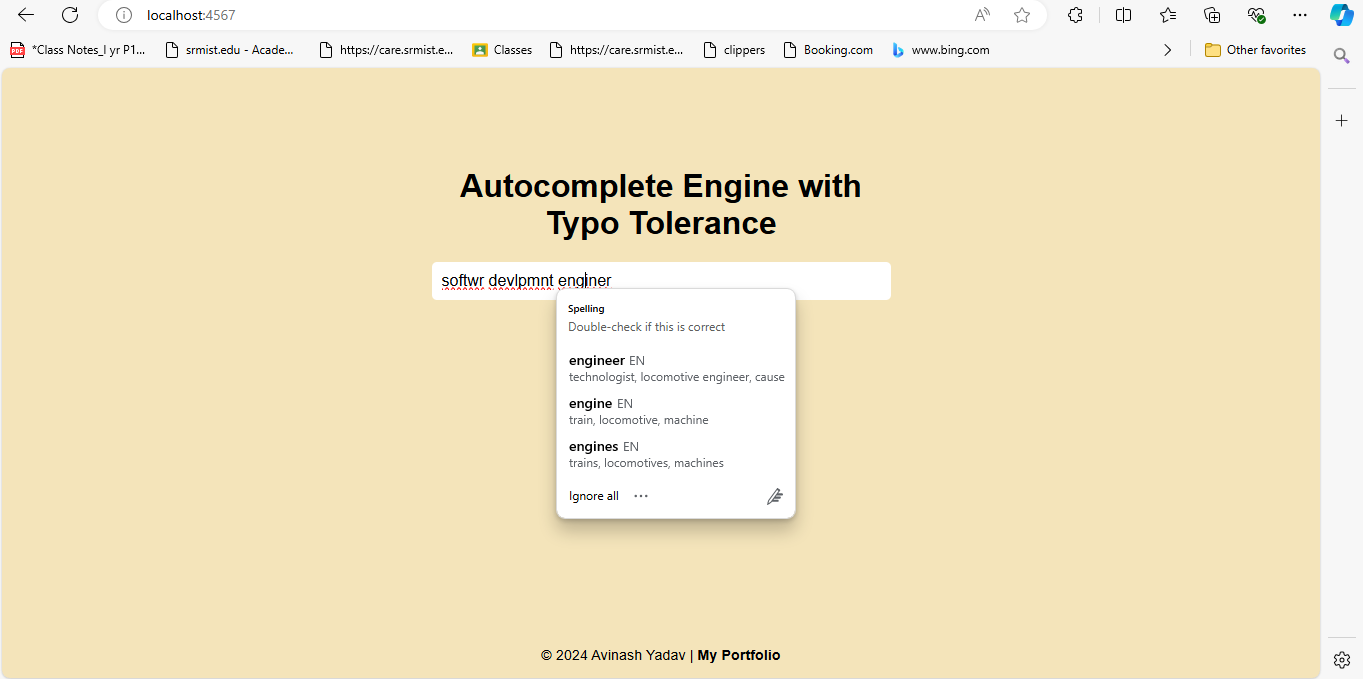 localhost:4567
*Class Notes_I yr P1...
srmist.edu - Acade...
https://care.srmist.e...
Classes
https://care.srmist.e...
clippers
Booking.com
www.bing.com
Other favorites
Autocomplete Engine with
Typo Tolerance
softwr devlpmnt enginer
Spelling
Double-check if this is correct
engineer EN
technologist, locomotive engineer, cause
engine EN
train, locomotive, machine
engines EN
trains, locomotives, machines
Ignore all
© 2024 Avinash Yadav | My Portfolio